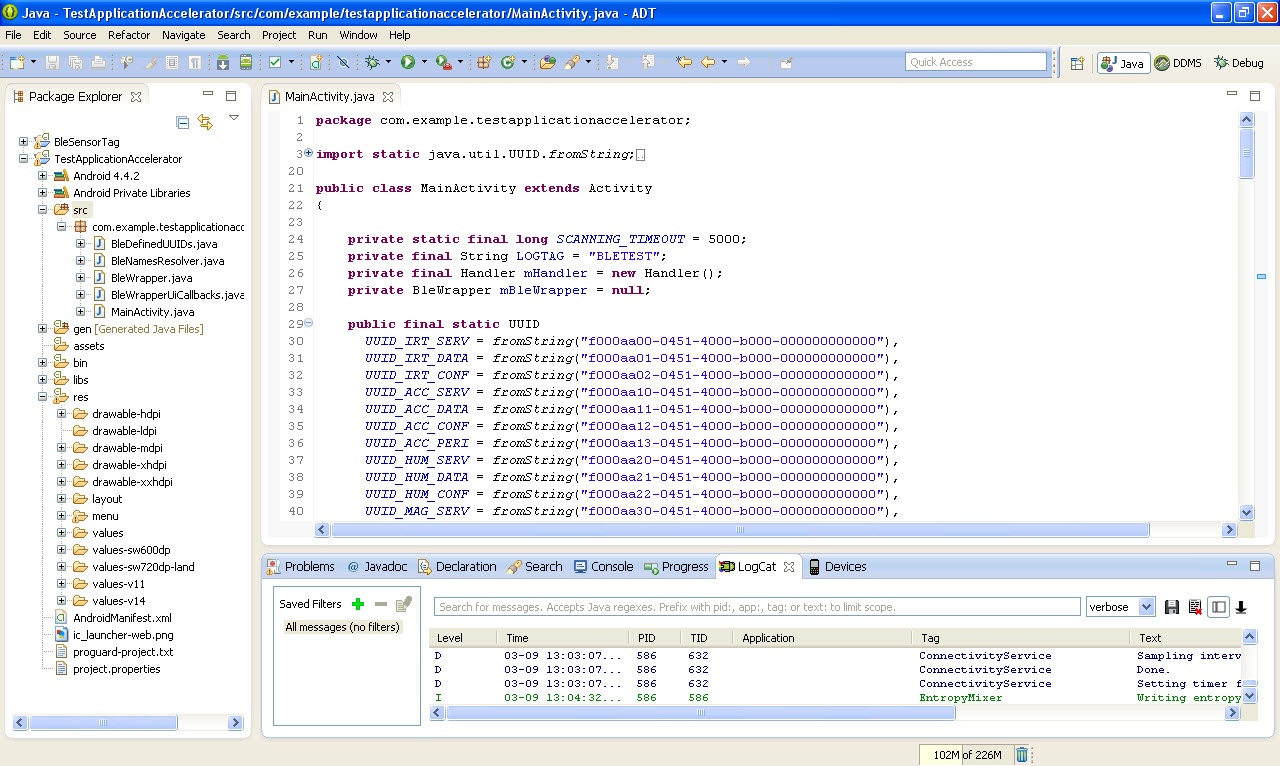 Java - TestApplicationAccelerator/src/com/example/testapplicationaccelerator/MainActivity.java - ADT
File Edit Source Refactor Navigate Search Project Run Window Help
Quick Access
Java DDMS Debug
Package Explorer
BleSensorTag
TestApplicationAccelerator
Android 4.4.2
Android Private Libraries
src
com.example.testapplicationacc
BleDefinedUUIDs.java
BleNamesResolver.java
BleWrapper.java
BleWrapperUiCallbacks.java
MainActivity.java
gen [Generated Java Files]
assets
bin
libs
res
drawable-hdpi
drawable-ldpi
drawable-mdpi
drawable-xhdpi
drawable-xxhdpi
layout
menu
values
values-sw600dp
values-sw720dp-land
values-v11
values-v14
AndroidManifest.xml
ic_launcher-web.png
proguard-project.txt
project.properties
MainActivity.java
1 package com.example.testapplicationaccelerator;
2
3 import static java.util.UUID.fromString;
20
21 public class MainActivity extends Activity
22 {
23
24 private static final long SCANNING_TIMEOUT = 5000;
25 private final String LOGTAG = "BLETEST";
26 private final Handler mHandler = new Handler();
27 private BleWrapper mBleWrapper = null;
28
29 public final static UUID
30 UUID_IRT_SERV = fromString("f000aa00-0451-4000-b000-000000000000"),
31 UUID_IRT_DATA = fromString("f000aa01-0451-4000-b000-000000000000"),
32 UUID_IRT_CONF = fromString("f000aa02-0451-4000-b000-000000000000"),
33 UUID_ACC_SERV = fromString("f000aa10-0451-4000-b000-000000000000"),
34 UUID_ACC_DATA = fromString("f000aa11-0451-4000-b000-000000000000"),
35 UUID_ACC_CONF = fromString("f000aa12-0451-4000-b000-000000000000"),
36 UUID_ACC_PERI = fromString("f000aa13-0451-4000-b000-000000000000"),
37 UUID_HUM_SERV = fromString("f000aa20-0451-4000-b000-000000000000"),
38 UUID_HUM_DATA = fromString("f000aa21-0451-4000-b000-000000000000"),
39 UUID_HUM_CONF = fromString("f000aa22-0451-4000-b000-000000000000"),
40 UUID_MAG_SERV = fromString("f000aa30-0451-4000-b000-000000000000"),
Problems Javadoc Declaration Search Console Progress LogCat Devices
Saved Filters
All messages (no filters)
Search for messages. Accepts Java regexes. Prefix with pid:, app:, tag: or text: to limit scope.
verbose
Level Time PID TID Application Tag Text
D 03-09 13:03:07... 586 632 ConnectivityService Sampling interv
D 03-09 13:03:07... 586 632 ConnectivityService Done.
D 03-09 13:03:07... 586 632 ConnectivityService Setting timer f
I 03-09 13:04:32... 586 586 EntropyMixer Writing entropy
102M of 226M